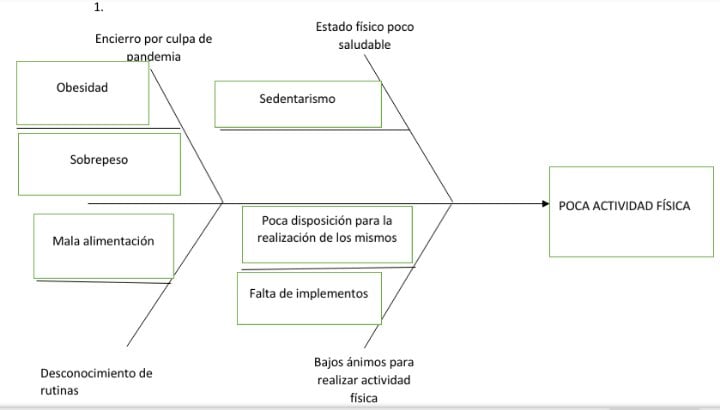 1.
Encierro por culpa de
pandemia
Estado físico poco
saludable
Obesidad
Sedentarismo
Sobrepeso
POCA ACTIVIDAD FÍSICA
Mala alimentación
Poca disposición para la
realización de los mismos
Falta de implementos
Desconocimiento de
rutinas
Bajos ánimos para
realizar actividad
física